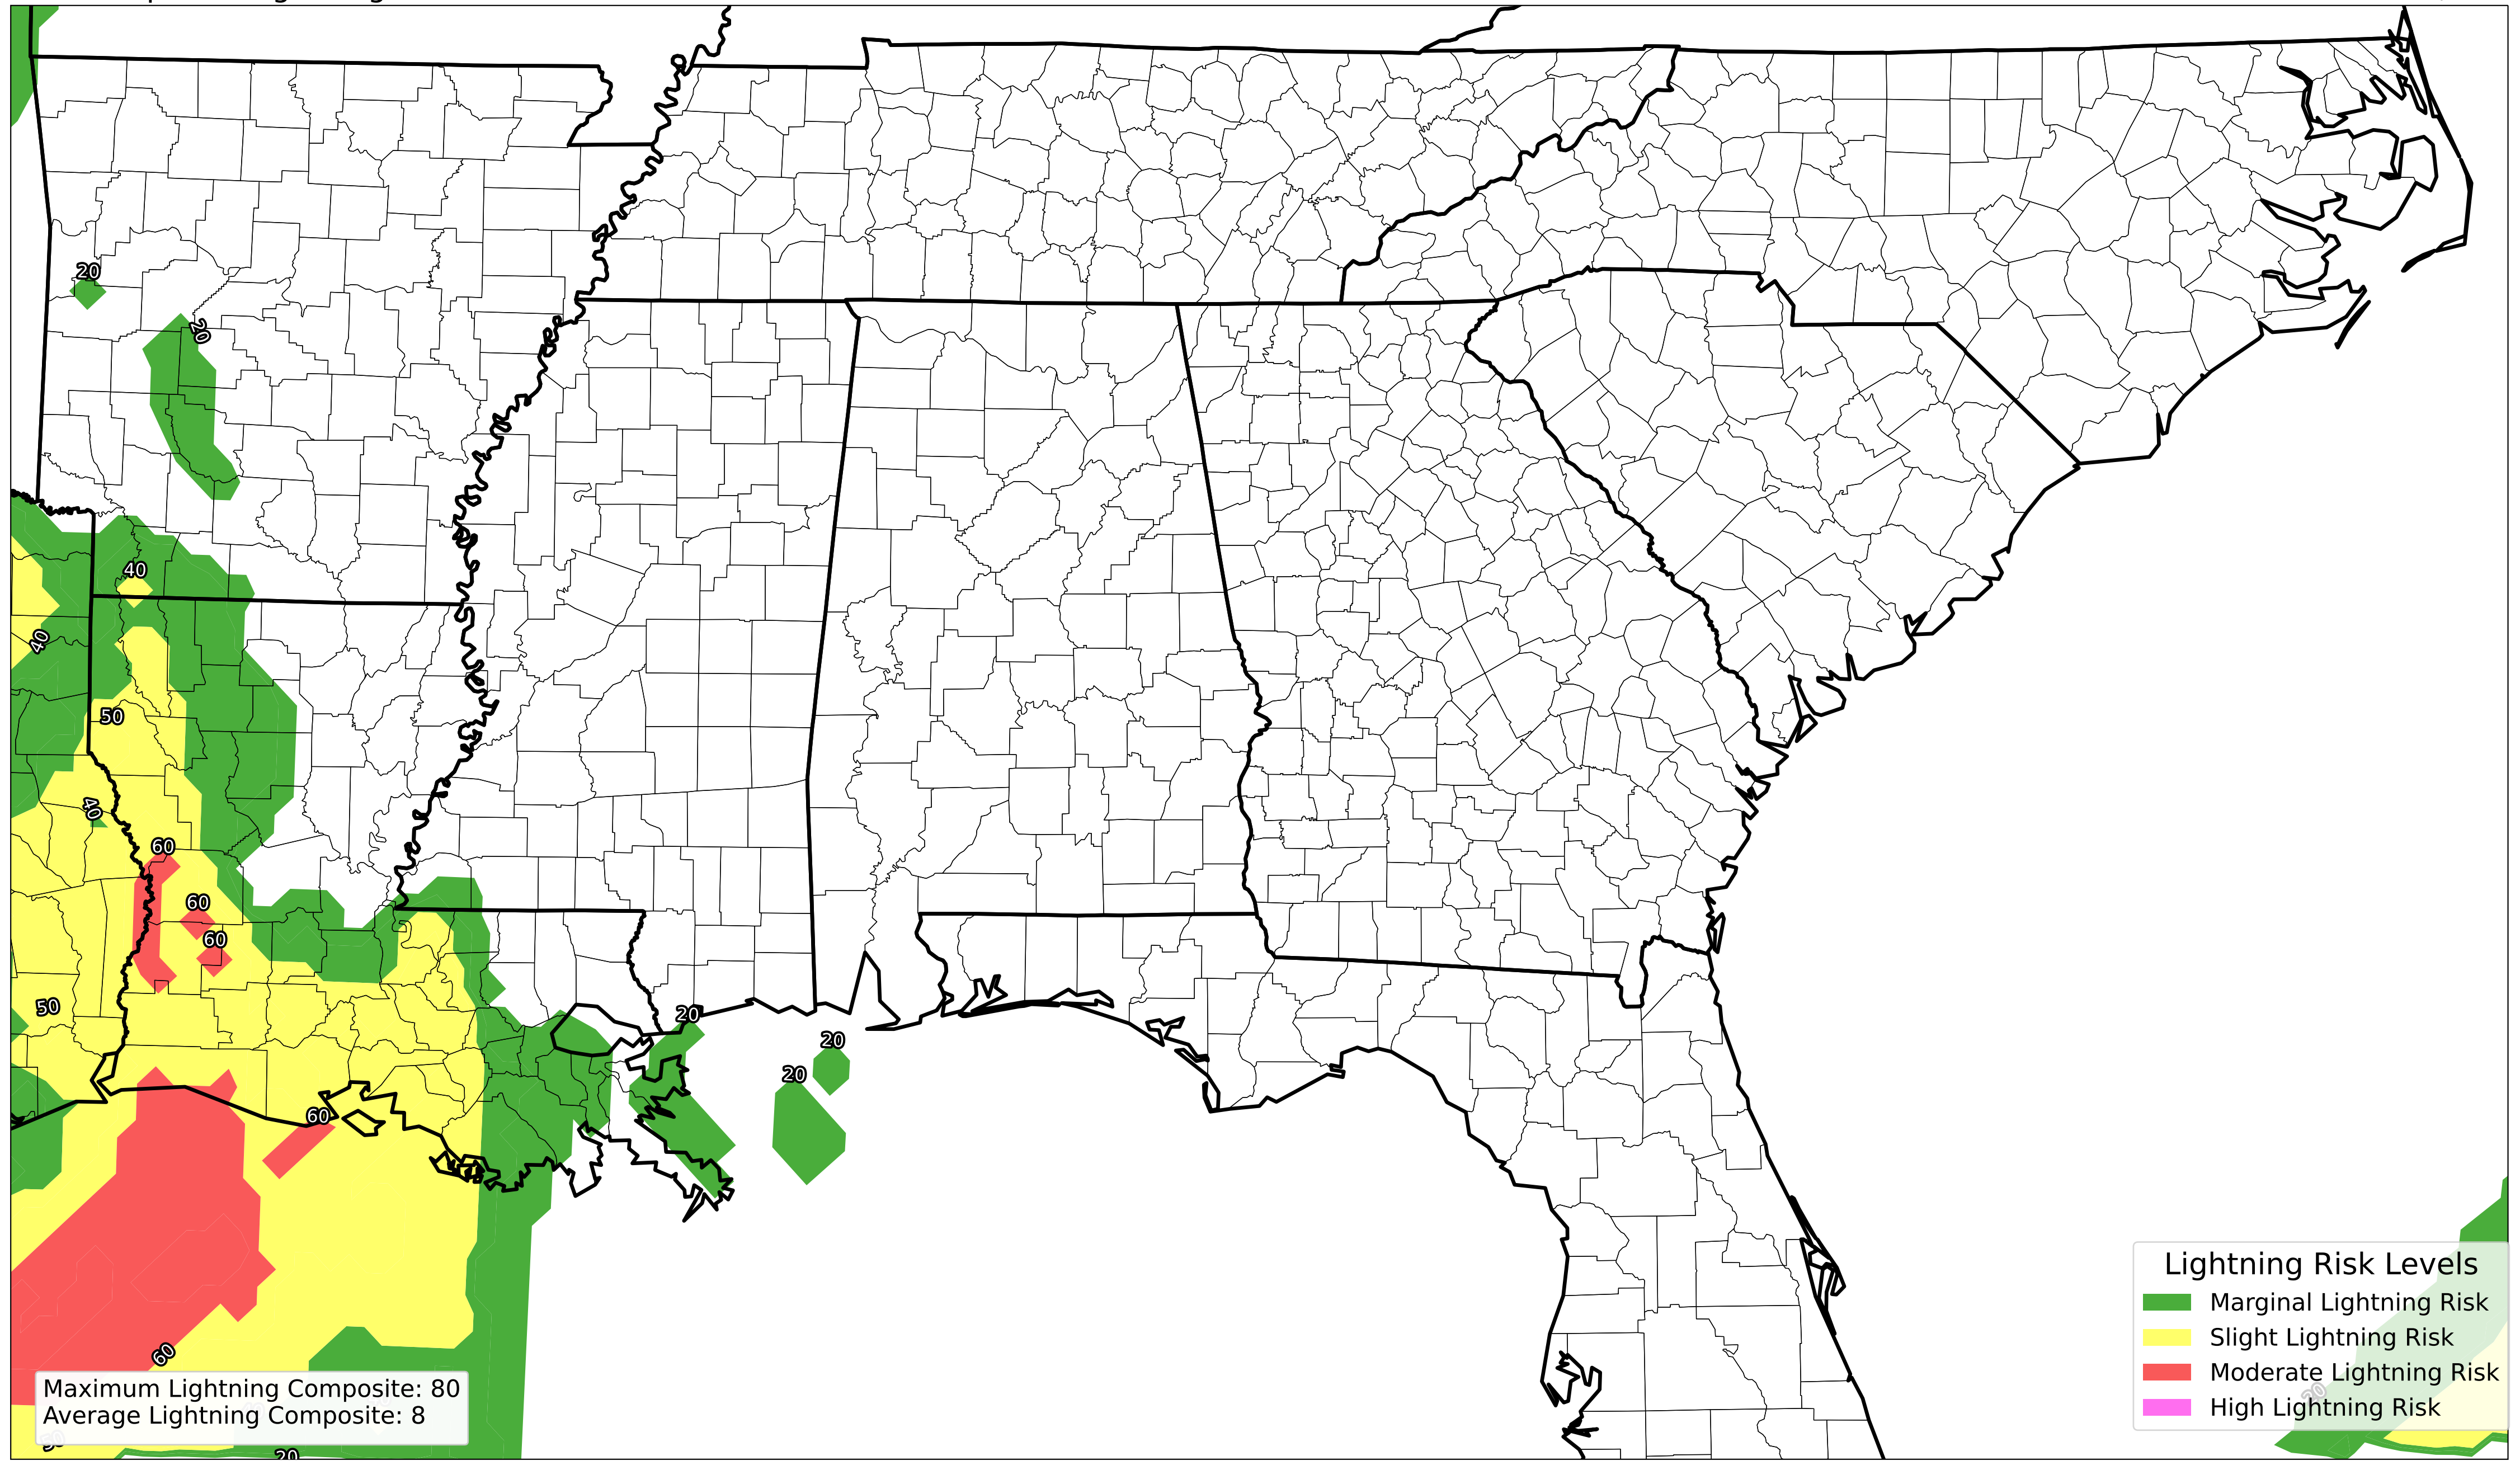 20
20
40
40
50
40
60
60
60
50
20
20
20
60
60
50
20
20
Maximum Lightning Composite: 80
Average Lightning Composite: 8
Lightning Risk Levels
Marginal Lightning Risk
Slight Lightning Risk
Moderate Lightning Risk
High Lightning Risk